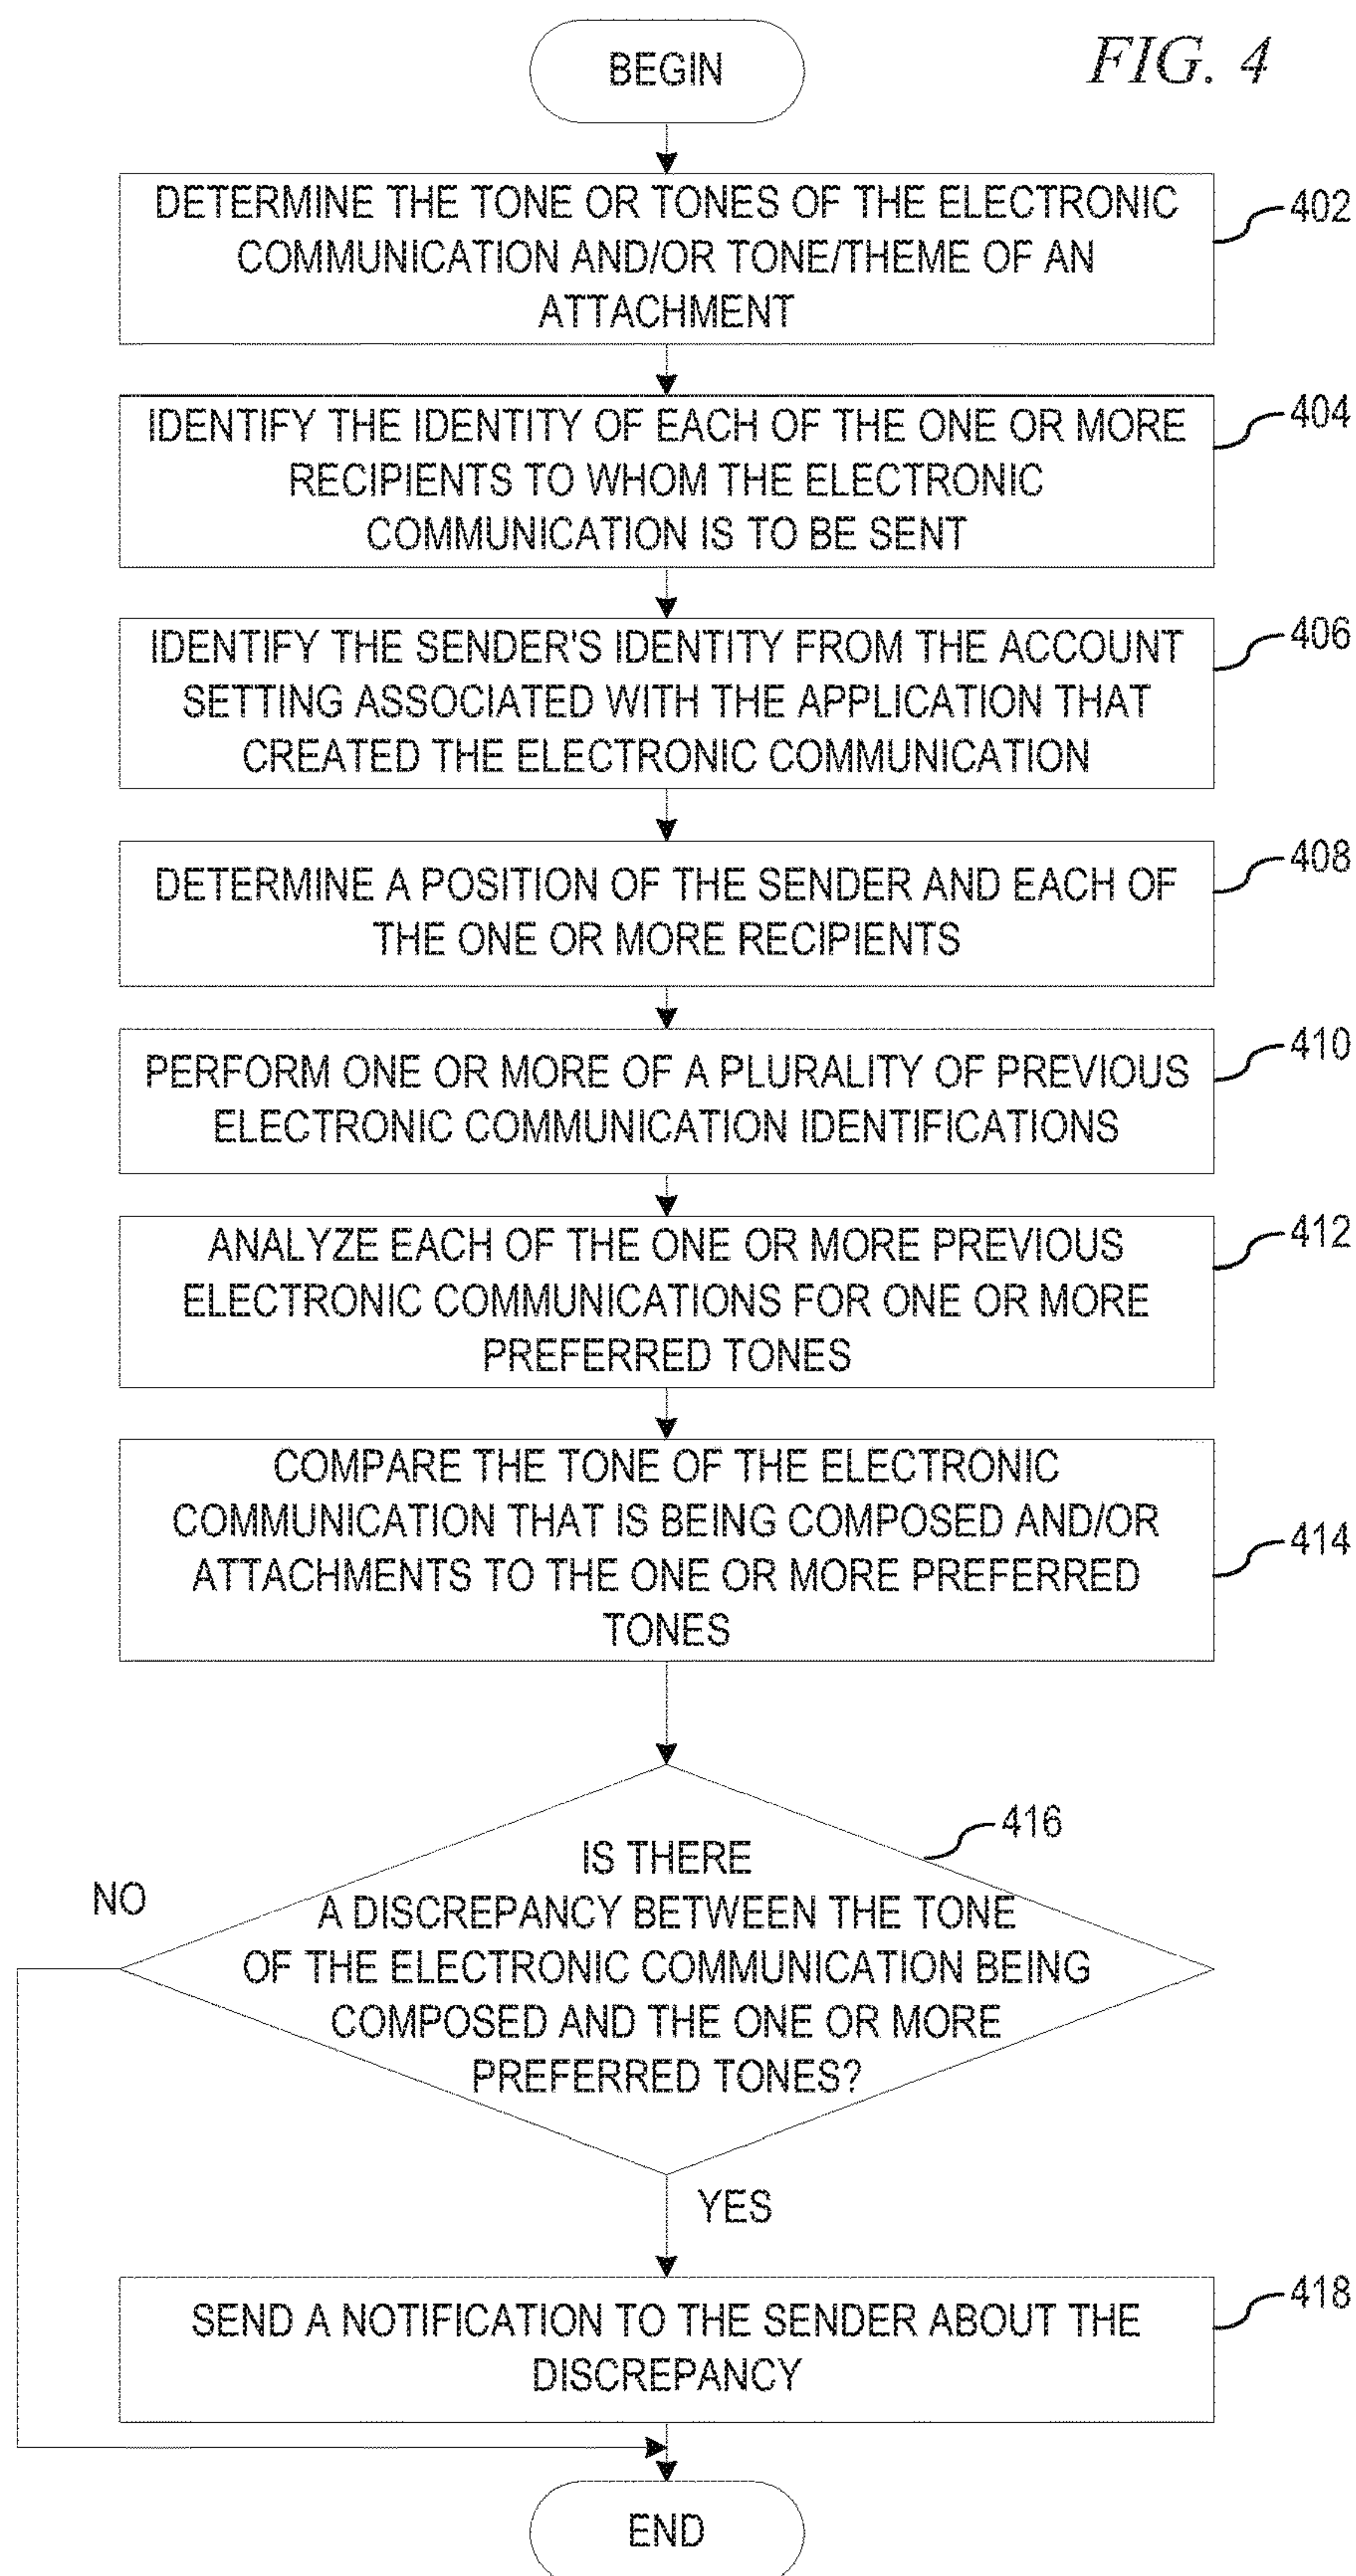 BEGIN
FIG. 4
DETERMINE THE TONE OR TONES OF THE ELECTRONIC
COMMUNICATION AND/OR TONE/THEME OF AN
ATTACHMENT
402
IDENTIFY THE IDENTITY OF EACH OF THE ONE OR MORE
RECIPIENTS TO WHOM THE ELECTRONIC
COMMUNICATION IS TO BE SENT
404
IDENTIFY THE SENDER'S IDENTITY FROM THE ACCOUNT
SETTING ASSOCIATED WITH THE APPLICATION THAT
CREATED THE ELECTRONIC COMMUNICATION
406
DETERMINE A POSITION OF THE SENDER AND EACH OF
THE ONE OR MORE RECIPIENTS
408
PERFORM ONE OR MORE OF A PLURALITY OF PREVIOUS
ELECTRONIC COMMUNICATION IDENTIFICATIONS
410
ANALYZE EACH OF THE ONE OR MORE PREVIOUS
ELECTRONIC COMMUNICATIONS FOR ONE OR MORE
PREFERRED TONES
412
COMPARE THE TONE OF THE ELECTRONIC
COMMUNICATION THAT IS BEING COMPOSED AND/OR
ATTACHMENTS TO THE ONE OR MORE PREFERRED
TONES
414
416
IS THERE
A DISCREPANCY BETWEEN THE TONE
OF THE ELECTRONIC COMMUNICATION BEING
COMPOSED AND THE ONE OR MORE
PREFERRED TONES?
NO
YES
SEND A NOTIFICATION TO THE SENDER ABOUT THE
DISCREPANCY
418
END